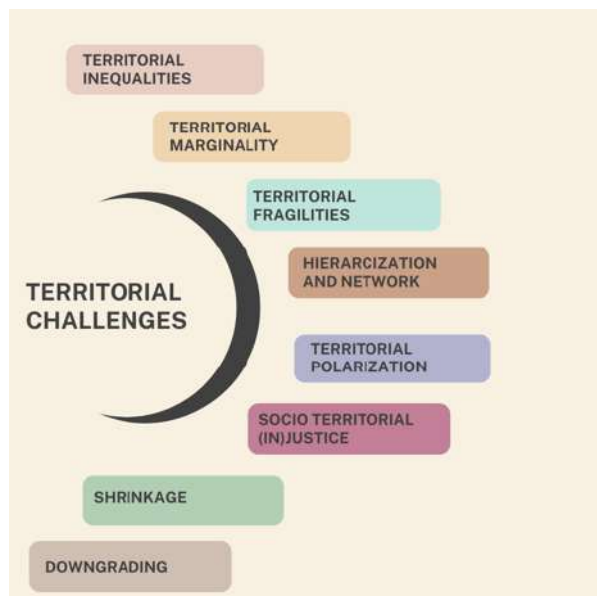 TERRITORIAL
INEQUALITIES
TERRITORIAL
MARGINALITY
TERRITORIAL
FRAGILITIES
HIERARCIZATION
AND NETWORK
TERRITORIAL
CHALLENGES
TERRITORIAL
POLARIZATION
SOCIO TERRITORIAL
(IN)JUSTICE
SHRINKAGE
DOWNGRADING